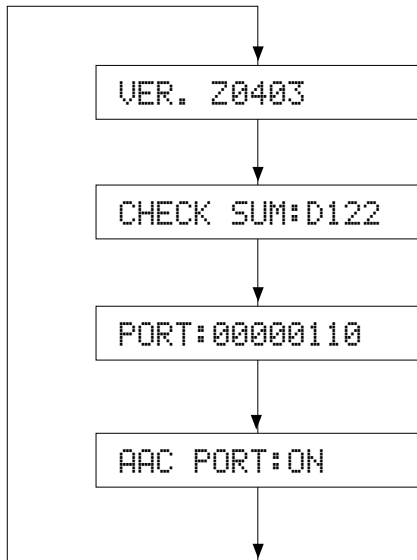 VER. Z0403
CHECK SUM:D122
PORT:00000110
AAC PORT:ON